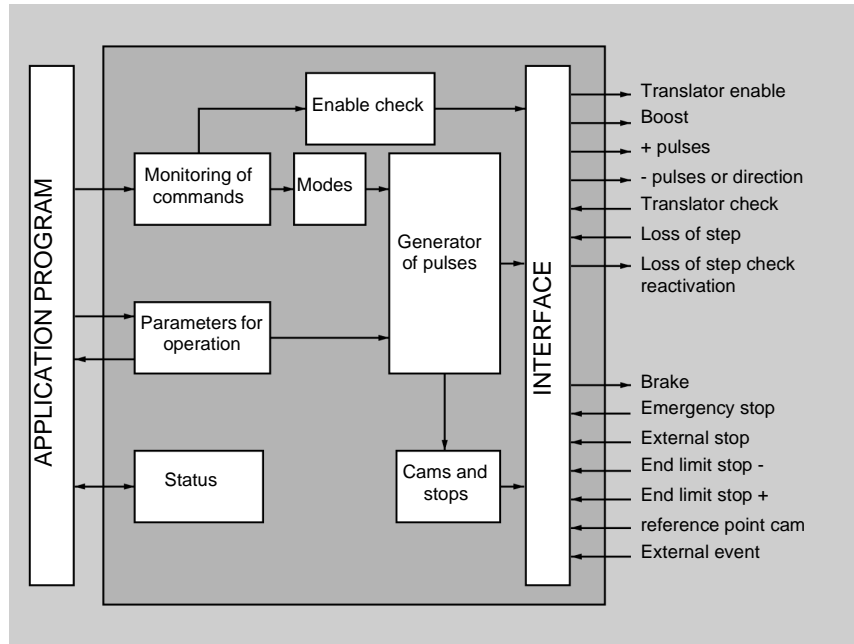 APPLICATION PROGRAM
Enable check
Monitoring of
commands
Modes
Generator
of pulses
Parameters for
operation
Status
Cams and
stops
INTERFACE
Translator enable
Boost
+ pulses
- pulses or direction
Translator check
Loss of step
Loss of step check
reactivation
Brake
Emergency stop
External stop
End limit stop -
End limit stop +
reference point cam
External event